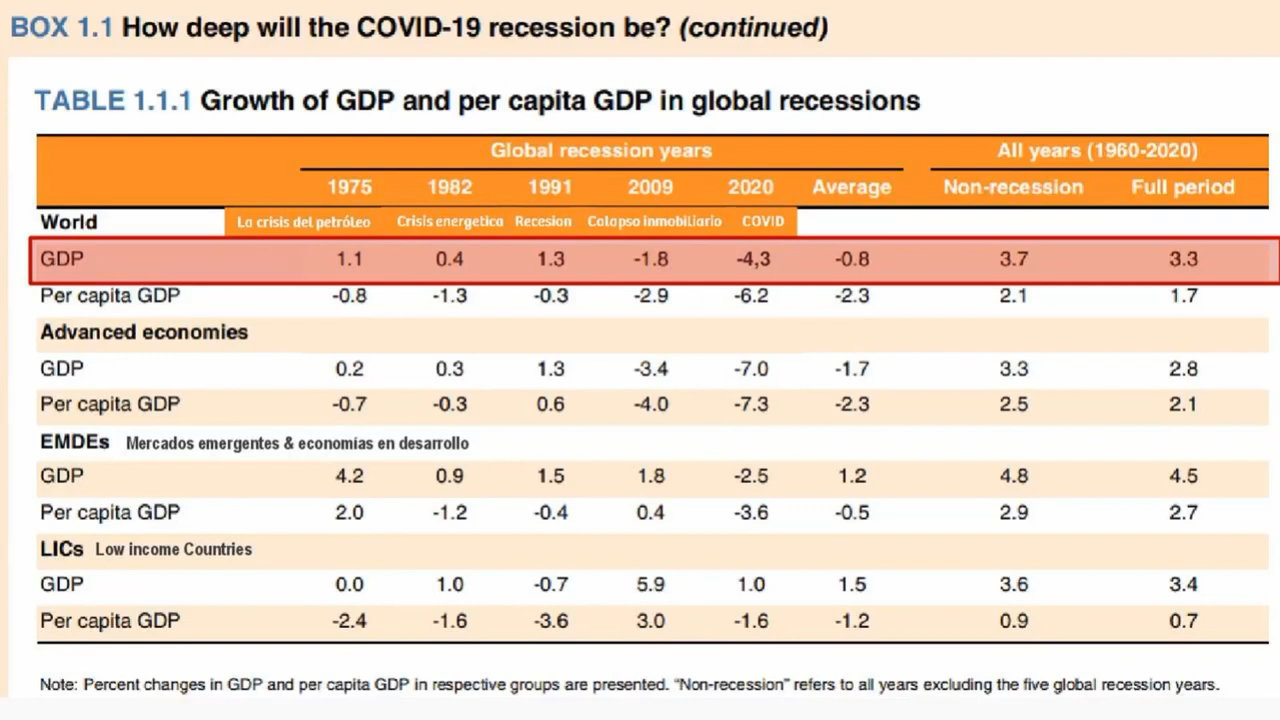 BOX 1.1 How deep will the COVID-19 recession be? (continued)
TABLE 1.1.1 Growth of GDP and per capita GDP in global recessions
Global recession years All years (1960-2020)
1975 1982 1991 2009 2020 Average Non-recession Full period
World La crisis del petróleo Crisis energetica Recesion Colapso inmobiliario COVID
GDP 1.1 0.4 1.3 -1.8 -4,3 -0.8 3.7 3.3
Per capita GDP -0.8 -1.3 -0.3 -2.9 -6.2 -2.3 2.1 1.7
Advanced economies
GDP 0.2 0.3 1.3 -3.4 -7.0 -1.7 3.3 2.8
Per capita GDP -0.7 -0.3 0.6 -4.0 -7.3 -2.3 2.5 2.1
EMDEs Mercados emergentes & economías en desarrollo
GDP 4.2 0.9 1.5 1.8 -2.5 1.2 4.8 4.5
Per capita GDP 2.0 -1.2 -0.4 0.4 -3.6 -0.5 2.9 2.7
LICs Low income Countries
GDP 0.0 1.0 -0.7 5.9 1.0 1.5 3.6 3.4
Per capita GDP -2.4 -1.6 -3.6 3.0 -1.6 -1.2 0.9 0.7
Note: Percent changes in GDP and per capita GDP in respective groups are presented. “Non-recession” refers to all years excluding the five global recession years.